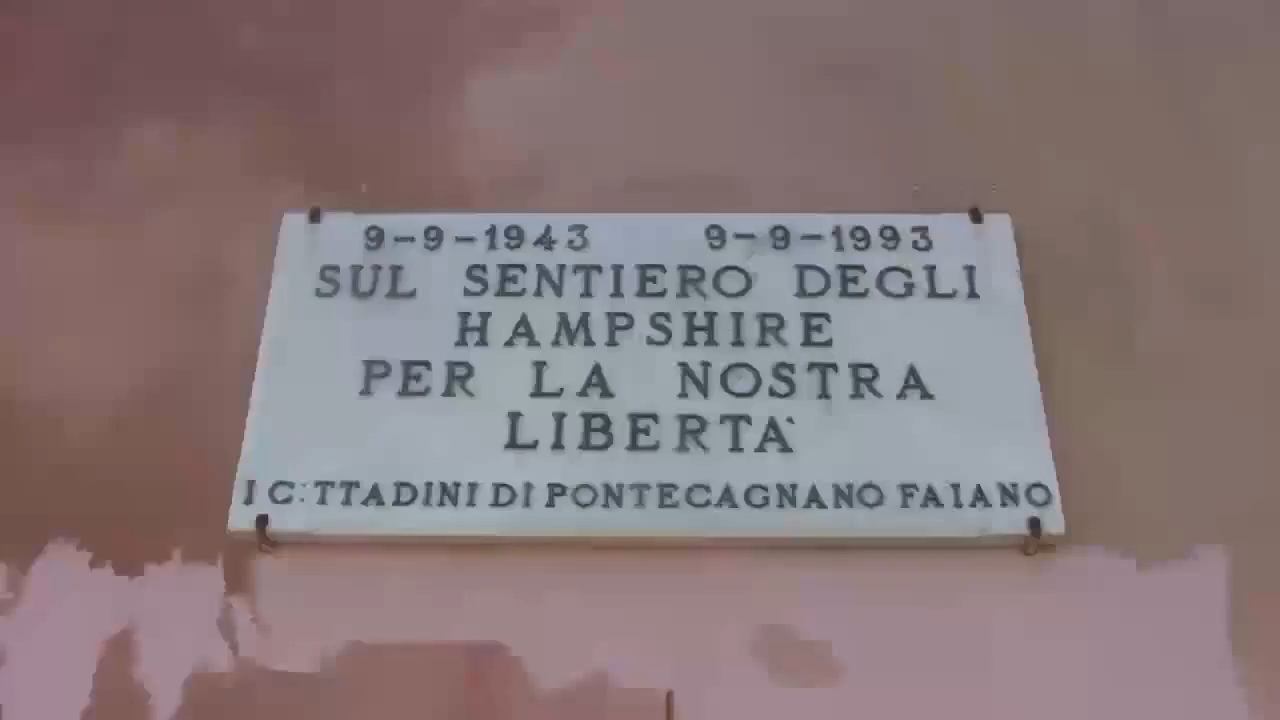 9-9-1943 9-9-1993
SUL SENTIERO DEGLI
HAMPSHIRE
PER LA NOSTRA
LIBERTA`
I CITTADINI DI PONTECAGNANO FAIANO